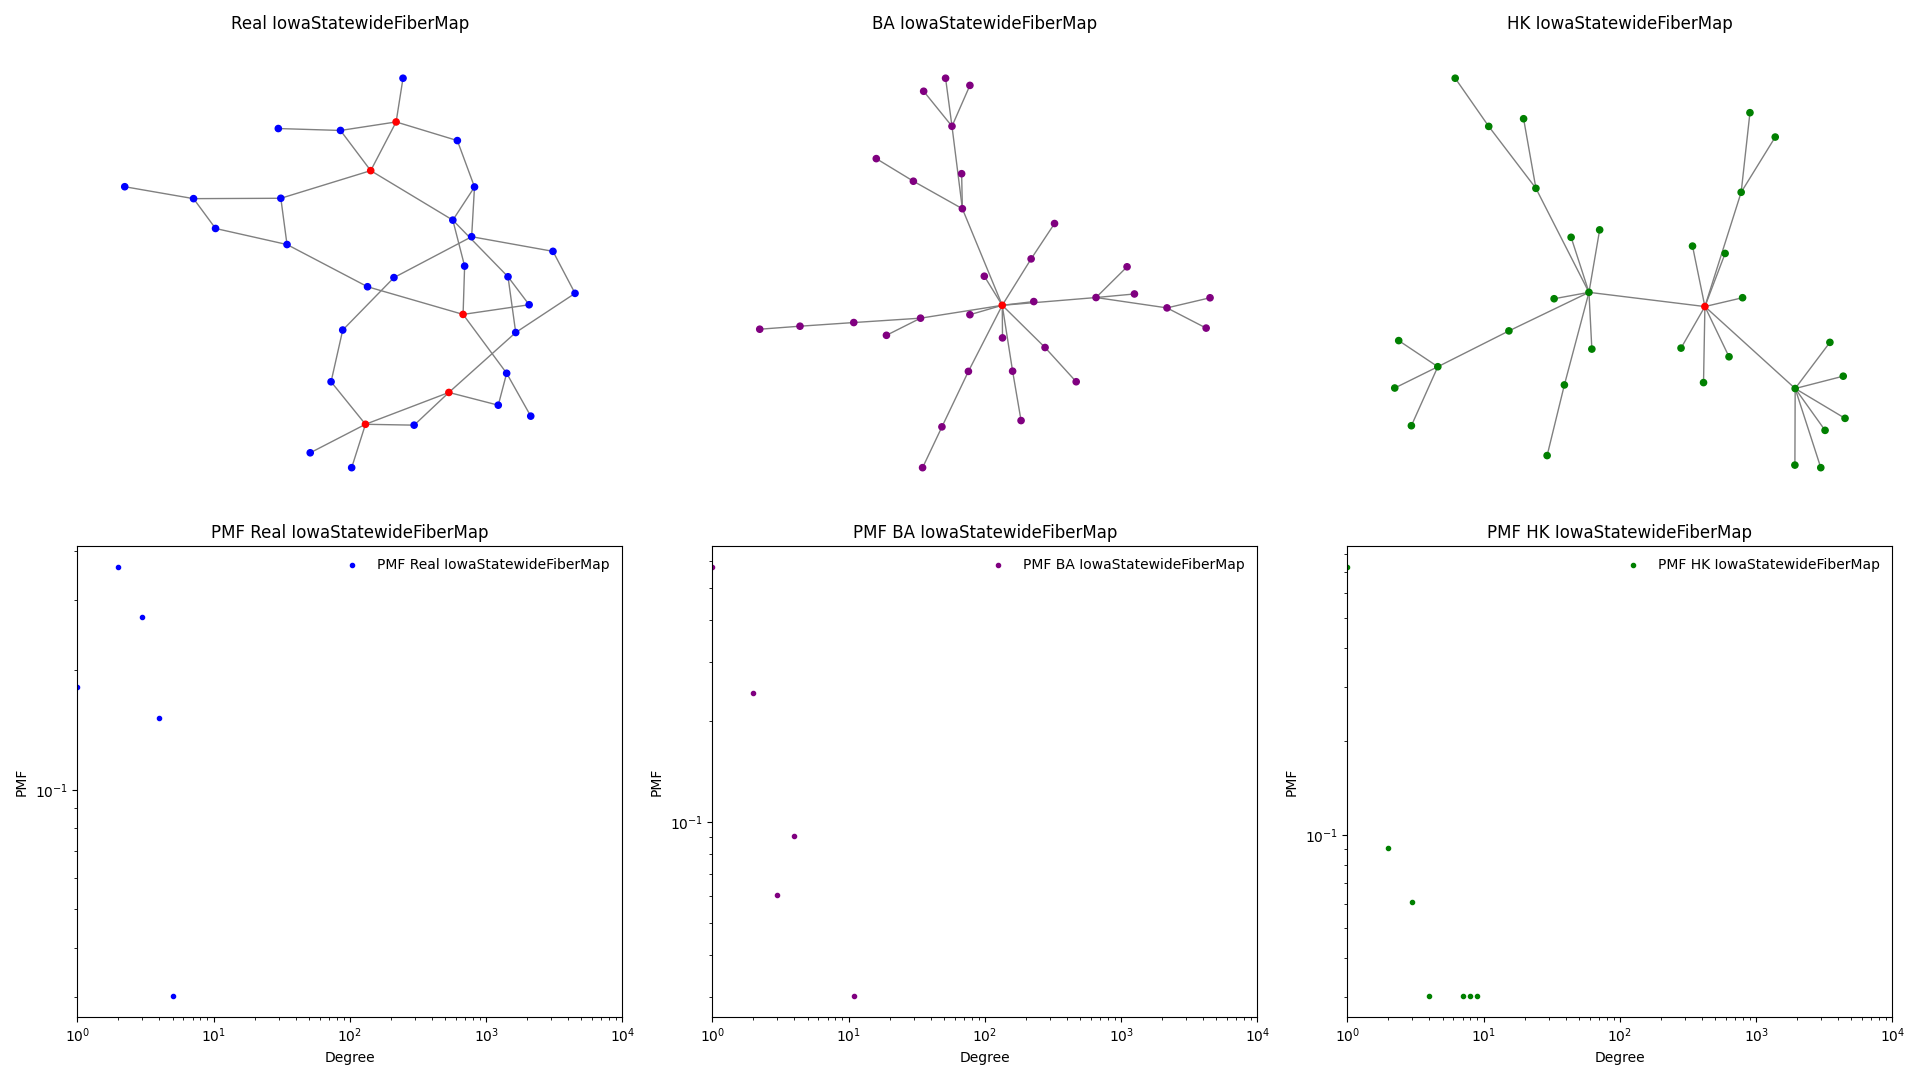 Real IowaStatewideFiberMap
BA IowaStatewideFiberMap
HK IowaStatewideFiberMap
PMF Real IowaStatewideFiberMap
PMF Real IowaStatewideFiberMap
PMF
10⁻¹
10⁰ 10¹ 10² 10³ 10⁴
Degree
PMF BA IowaStatewideFiberMap
PMF BA IowaStatewideFiberMap
PMF
10⁻¹
10⁰ 10¹ 10² 10³ 10⁴
Degree
PMF HK IowaStatewideFiberMap
PMF HK IowaStatewideFiberMap
PMF
10⁻¹
10⁰ 10¹ 10² 10³ 10⁴
Degree